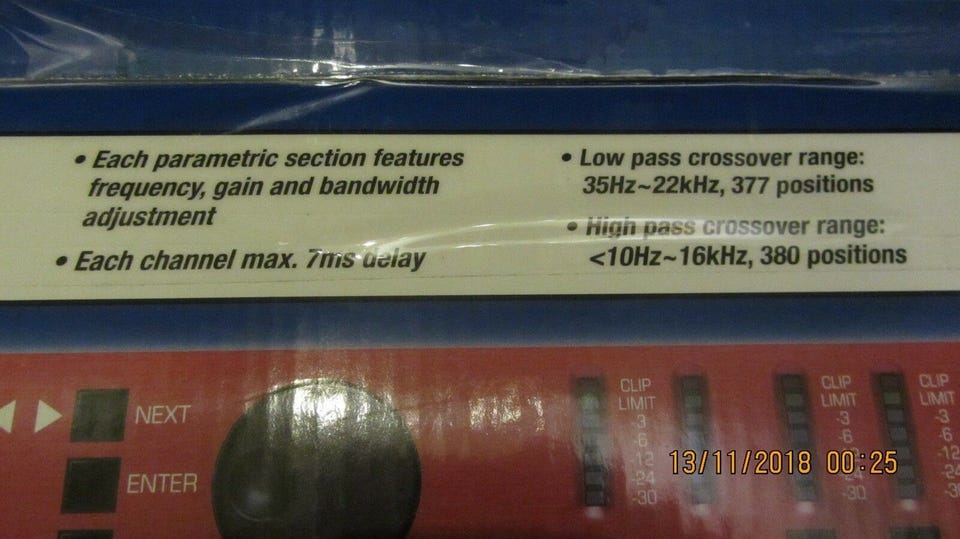 • Each parametric section features
frequency, gain and bandwidth
adjustment
• Each channel max. 7ms delay
• Low pass crossover range:
35Hz~22kHz, 377 positions
• High pass crossover range:
<10Hz~16kHz, 380 positions
NEXT
ENTER
CLIP
LIMIT
-3
-6
-12
-24
-30
CLIP
LIMIT
-3
-6
-12
-24
-30
CLIP
LIMIT
-3
-6
-12
-24
13/11/2018 00:25